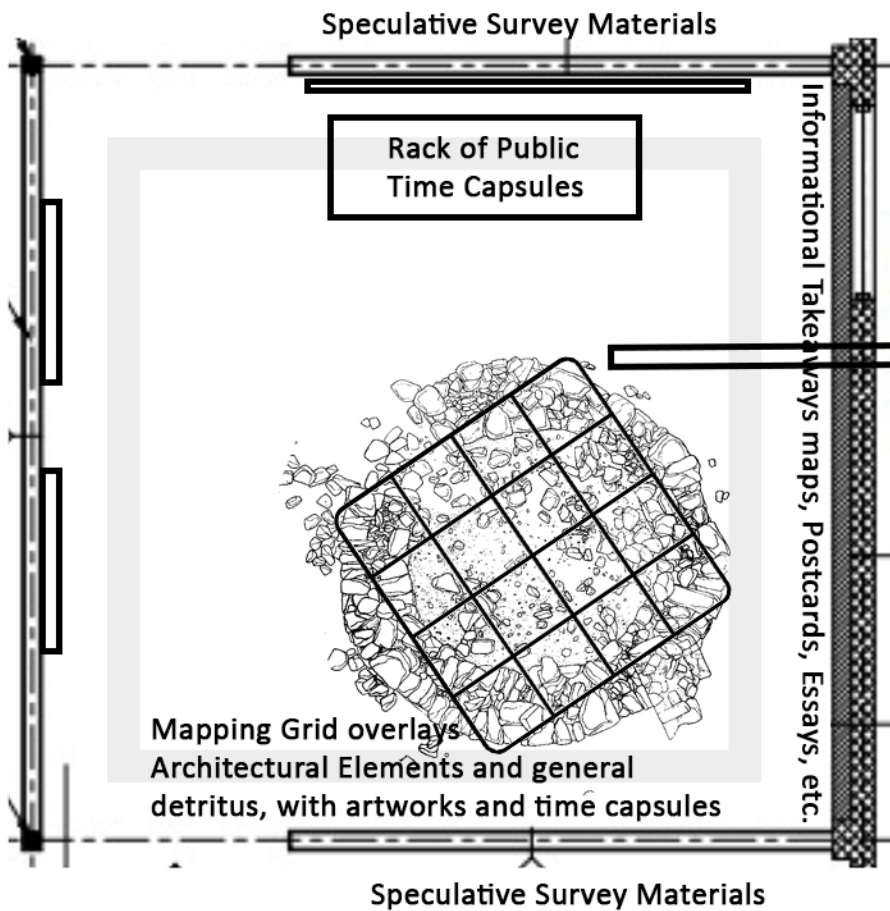 Speculative Survey Materials
Rack of Public
Time Capsules
Informational Takeaways maps, Postcards, Essays, etc.
Mapping Grid overlays
Architectural Elements and general
detritus, with artworks and time capsules
Speculative Survey Materials